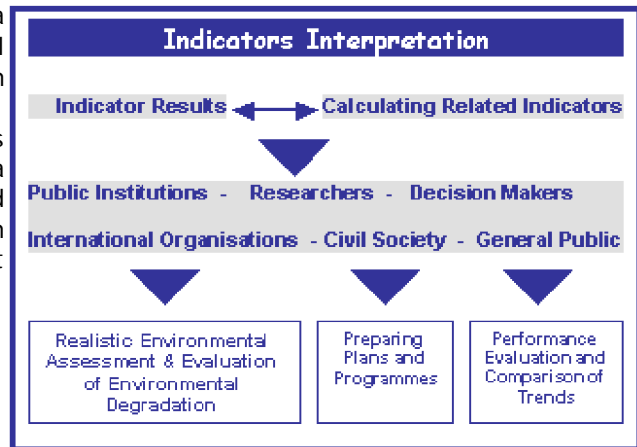 Indicators Interpretation
Indicator Results
Calculating Related Indicators
Public Institutions - Researchers - Decision Makers
International Organisations - Civil Society - General Public
Realistic Environmental
Assessment & Evaluation
of Environmental
Degradation
Preparing
Plans and
Programmes
Performance
Evaluation and
Comparison of
Trends